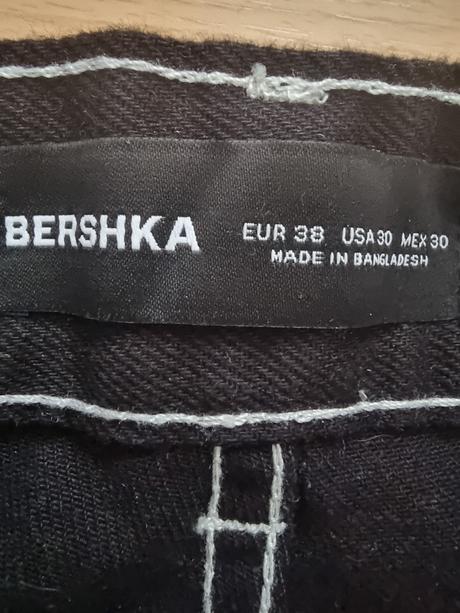 BERSHKA
EUR 38 USA 30 MEX 30
MADE IN BANGLADESH